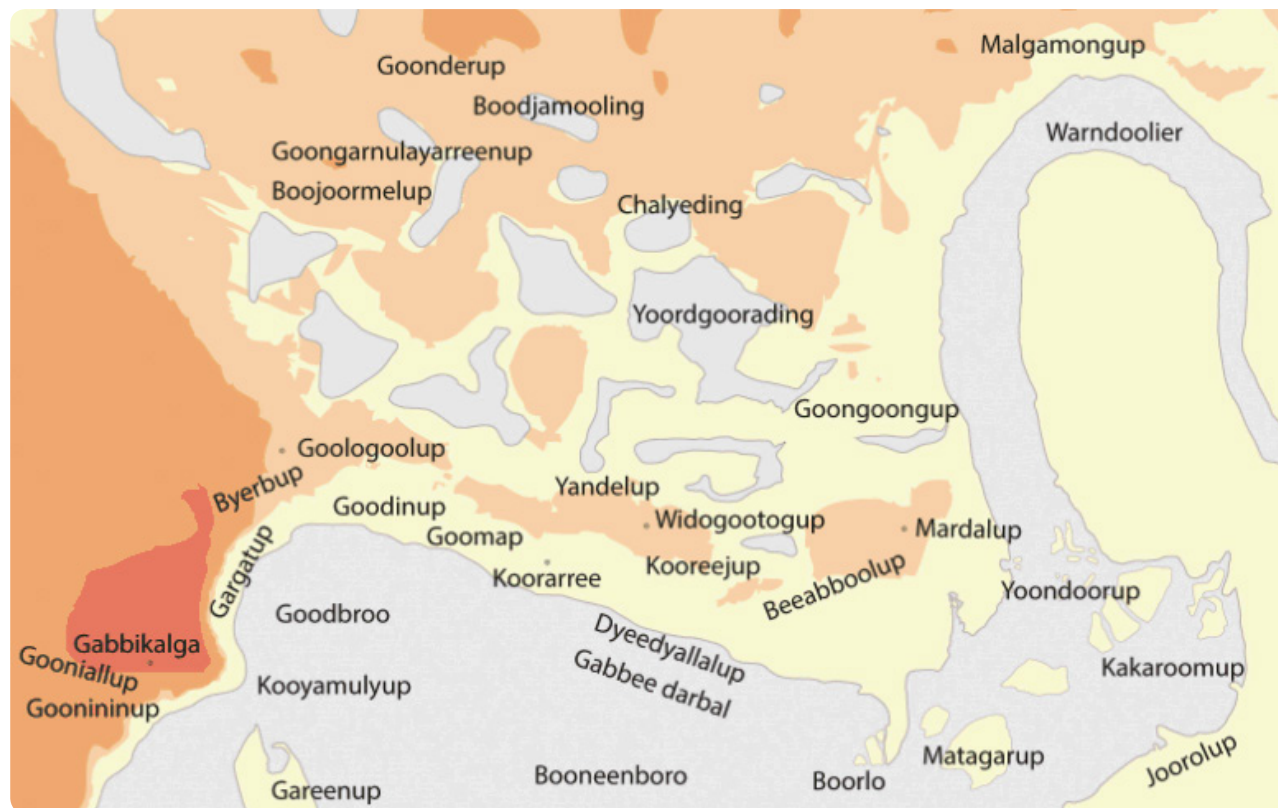 Malgamongup
Goonderup
Boodjamooling
Warndoolier
Goongarnulayarreenup
Boojoormelup
Chalyeding
Yoordgoorading
Goongoongup
Goologoolup
Byerbup
Yandelup
Goodinup
Widogootogup
Mardalup
Goomap
Gargatup
Koorarree
Kooreejup
Beeabboolup
Yoondoorup
Goodbroo
Dyeedyallalup
Gabbikalga
Gooniallup
Kakaroomup
Gabbee darbal
Kooyamulyup
Goonininup
Matagarup
Joorolup
Booneenboro
Boorlo
Gareenup